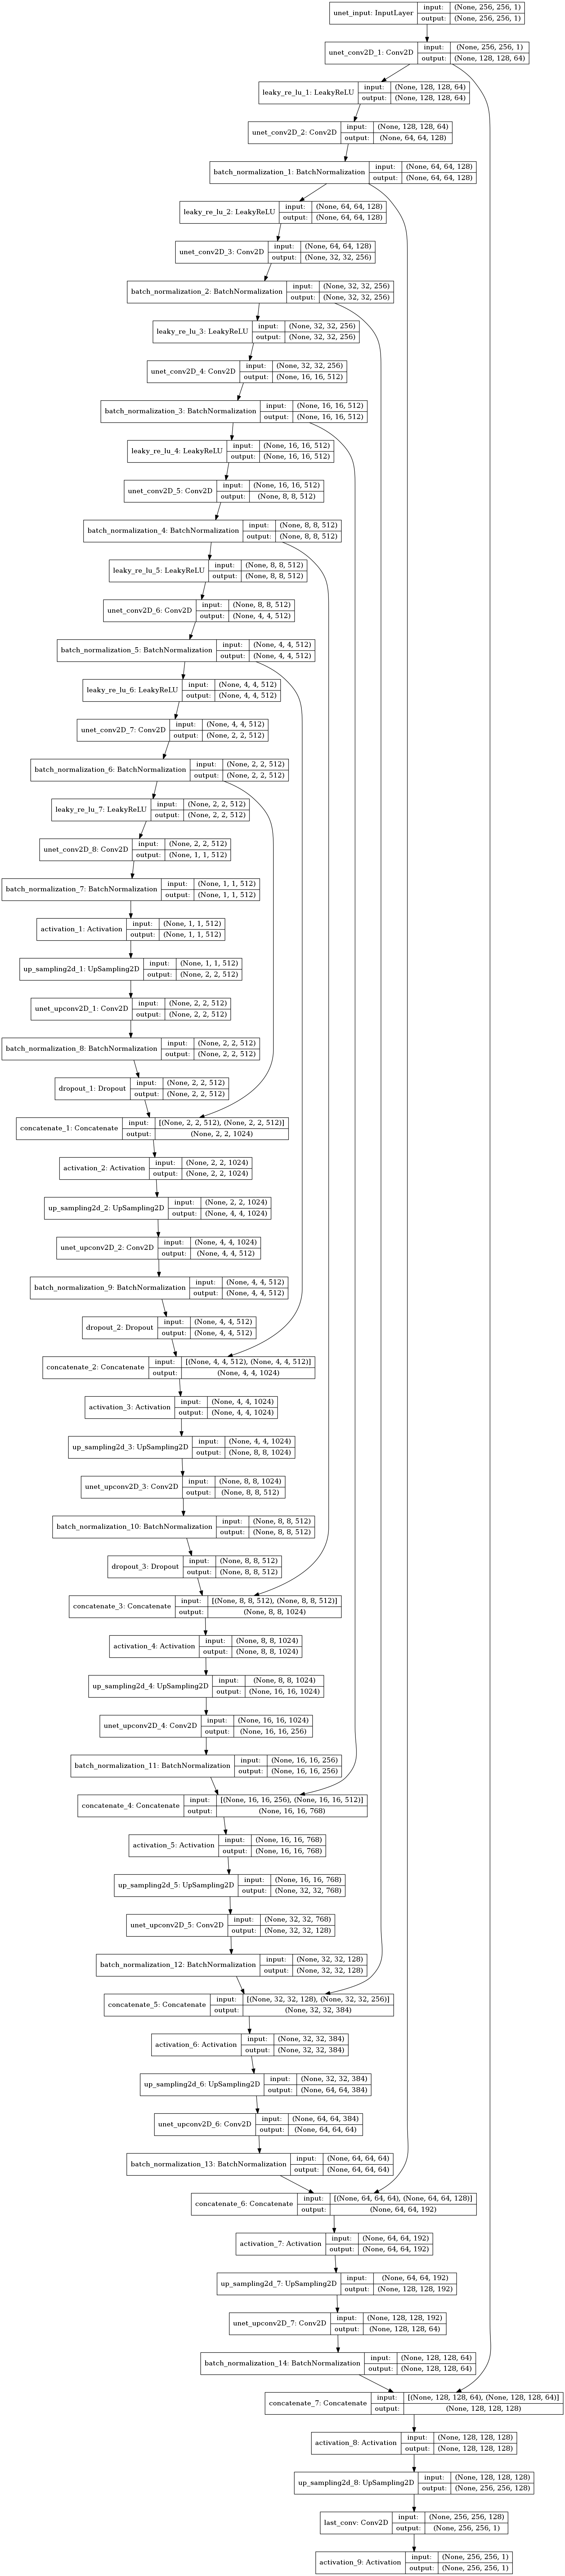 unet_input: InputLayer
input: (None, 256, 256, 1)
output: (None, 256, 256, 1)
unet_conv2D_1: Conv2D
input: (None, 256, 256, 1)
output: (None, 128, 128, 64)
leaky_re_lu_1: LeakyReLU
input: (None, 128, 128, 64)
output: (None, 128, 128, 64)
unet_conv2D_2: Conv2D
input: (None, 128, 128, 64)
output: (None, 64, 64, 128)
batch_normalization_1: BatchNormalization
input: (None, 64, 64, 128)
output: (None, 64, 64, 128)
leaky_re_lu_2: LeakyReLU
input: (None, 64, 64, 128)
output: (None, 64, 64, 128)
unet_conv2D_3: Conv2D
input: (None, 64, 64, 128)
output: (None, 32, 32, 256)
batch_normalization_2: BatchNormalization
input: (None, 32, 32, 256)
output: (None, 32, 32, 256)
leaky_re_lu_3: LeakyReLU
input: (None, 32, 32, 256)
output: (None, 32, 32, 256)
unet_conv2D_4: Conv2D
input: (None, 32, 32, 256)
output: (None, 16, 16, 512)
batch_normalization_3: BatchNormalization
input: (None, 16, 16, 512)
output: (None, 16, 16, 512)
leaky_re_lu_4: LeakyReLU
input: (None, 16, 16, 512)
output: (None, 16, 16, 512)
unet_conv2D_5: Conv2D
input: (None, 16, 16, 512)
output: (None, 8, 8, 512)
batch_normalization_4: BatchNormalization
input: (None, 8, 8, 512)
output: (None, 8, 8, 512)
leaky_re_lu_5: LeakyReLU
input: (None, 8, 8, 512)
output: (None, 8, 8, 512)
unet_conv2D_6: Conv2D
input: (None, 8, 8, 512)
output: (None, 4, 4, 512)
batch_normalization_5: BatchNormalization
input: (None, 4, 4, 512)
output: (None, 4, 4, 512)
leaky_re_lu_6: LeakyReLU
input: (None, 4, 4, 512)
output: (None, 4, 4, 512)
unet_conv2D_7: Conv2D
input: (None, 4, 4, 512)
output: (None, 2, 2, 512)
batch_normalization_6: BatchNormalization
input: (None, 2, 2, 512)
output: (None, 2, 2, 512)
leaky_re_lu_7: LeakyReLU
input: (None, 2, 2, 512)
output: (None, 2, 2, 512)
unet_conv2D_8: Conv2D
input: (None, 2, 2, 512)
output: (None, 1, 1, 512)
batch_normalization_7: BatchNormalization
input: (None, 1, 1, 512)
output: (None, 1, 1, 512)
activation_1: Activation
input: (None, 1, 1, 512)
output: (None, 1, 1, 512)
up_sampling2d_1: UpSampling2D
input: (None, 1, 1, 512)
output: (None, 2, 2, 512)
unet_upconv2D_1: Conv2D
input: (None, 2, 2, 512)
output: (None, 2, 2, 512)
batch_normalization_8: BatchNormalization
input: (None, 2, 2, 512)
output: (None, 2, 2, 512)
dropout_1: Dropout
input: (None, 2, 2, 512)
output: (None, 2, 2, 512)
concatenate_1: Concatenate
input: [(None, 2, 2, 512), (None, 2, 2, 512)]
output: (None, 2, 2, 1024)
activation_2: Activation
input: (None, 2, 2, 1024)
output: (None, 2, 2, 1024)
up_sampling2d_2: UpSampling2D
input: (None, 2, 2, 1024)
output: (None, 4, 4, 1024)
unet_upconv2D_2: Conv2D
input: (None, 4, 4, 1024)
output: (None, 4, 4, 512)
batch_normalization_9: BatchNormalization
input: (None, 4, 4, 512)
output: (None, 4, 4, 512)
dropout_2: Dropout
input: (None, 4, 4, 512)
output: (None, 4, 4, 512)
concatenate_2: Concatenate
input: [(None, 4, 4, 512), (None, 4, 4, 512)]
output: (None, 4, 4, 1024)
activation_3: Activation
input: (None, 4, 4, 1024)
output: (None, 4, 4, 1024)
up_sampling2d_3: UpSampling2D
input: (None, 4, 4, 1024)
output: (None, 8, 8, 1024)
unet_upconv2D_3: Conv2D
input: (None, 8, 8, 1024)
output: (None, 8, 8, 512)
batch_normalization_10: BatchNormalization
input: (None, 8, 8, 512)
output: (None, 8, 8, 512)
dropout_3: Dropout
input: (None, 8, 8, 512)
output: (None, 8, 8, 512)
concatenate_3: Concatenate
input: [(None, 8, 8, 512), (None, 8, 8, 512)]
output: (None, 8, 8, 1024)
activation_4: Activation
input: (None, 8, 8, 1024)
output: (None, 8, 8, 1024)
up_sampling2d_4: UpSampling2D
input: (None, 8, 8, 1024)
output: (None, 16, 16, 1024)
unet_upconv2D_4: Conv2D
input: (None, 16, 16, 1024)
output: (None, 16, 16, 256)
batch_normalization_11: BatchNormalization
input: (None, 16, 16, 256)
output: (None, 16, 16, 256)
concatenate_4: Concatenate
input: [(None, 16, 16, 256), (None, 16, 16, 512)]
output: (None, 16, 16, 768)
activation_5: Activation
input: (None, 16, 16, 768)
output: (None, 16, 16, 768)
up_sampling2d_5: UpSampling2D
input: (None, 16, 16, 768)
output: (None, 32, 32, 768)
unet_upconv2D_5: Conv2D
input: (None, 32, 32, 768)
output: (None, 32, 32, 128)
batch_normalization_12: BatchNormalization
input: (None, 32, 32, 128)
output: (None, 32, 32, 128)
concatenate_5: Concatenate
input: [(None, 32, 32, 128), (None, 32, 32, 256)]
output: (None, 32, 32, 384)
activation_6: Activation
input: (None, 32, 32, 384)
output: (None, 32, 32, 384)
up_sampling2d_6: UpSampling2D
input: (None, 32, 32, 384)
output: (None, 64, 64, 384)
unet_upconv2D_6: Conv2D
input: (None, 64, 64, 384)
output: (None, 64, 64, 64)
batch_normalization_13: BatchNormalization
input: (None, 64, 64, 64)
output: (None, 64, 64, 64)
concatenate_6: Concatenate
input: [(None, 64, 64, 64), (None, 64, 64, 128)]
output: (None, 64, 64, 192)
activation_7: Activation
input: (None, 64, 64, 192)
output: (None, 64, 64, 192)
up_sampling2d_7: UpSampling2D
input: (None, 64, 64, 192)
output: (None, 128, 128, 192)
unet_upconv2D_7: Conv2D
input: (None, 128, 128, 192)
output: (None, 128, 128, 64)
batch_normalization_14: BatchNormalization
input: (None, 128, 128, 64)
output: (None, 128, 128, 64)
concatenate_7: Concatenate
input: [(None, 128, 128, 64), (None, 128, 128, 64)]
output: (None, 128, 128, 128)
activation_8: Activation
input: (None, 128, 128, 128)
output: (None, 128, 128, 128)
up_sampling2d_8: UpSampling2D
input: (None, 128, 128, 128)
output: (None, 256, 256, 128)
last_conv: Conv2D
input: (None, 256, 256, 128)
output: (None, 256, 256, 1)
activation_9: Activation
input: (None, 256, 256, 1)
output: (None, 256, 256, 1)